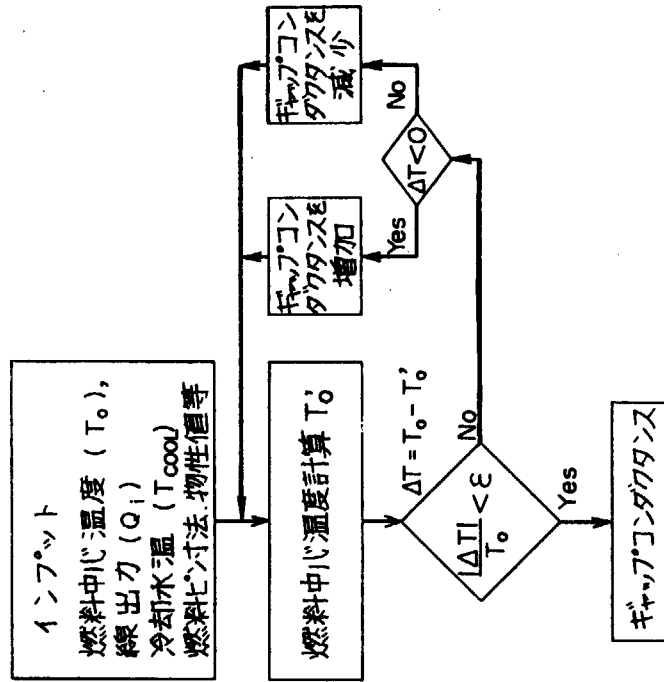 インプット
燃料中心温度 (T₀),
線出力 (Qᵢ)
冷却水温 (T_COOL)
燃料ピン寸法、物性値等
燃料中心温度計算 T₀'
ΔT = T₀ - T₀'
|ΔT|
T₀
< ε
No
Yes
ギャップコンダクタンス
ΔT<0
Yes
No
ギャップコン
ダクタンスを
増加
ギャップコン
ダクタンスを
減少